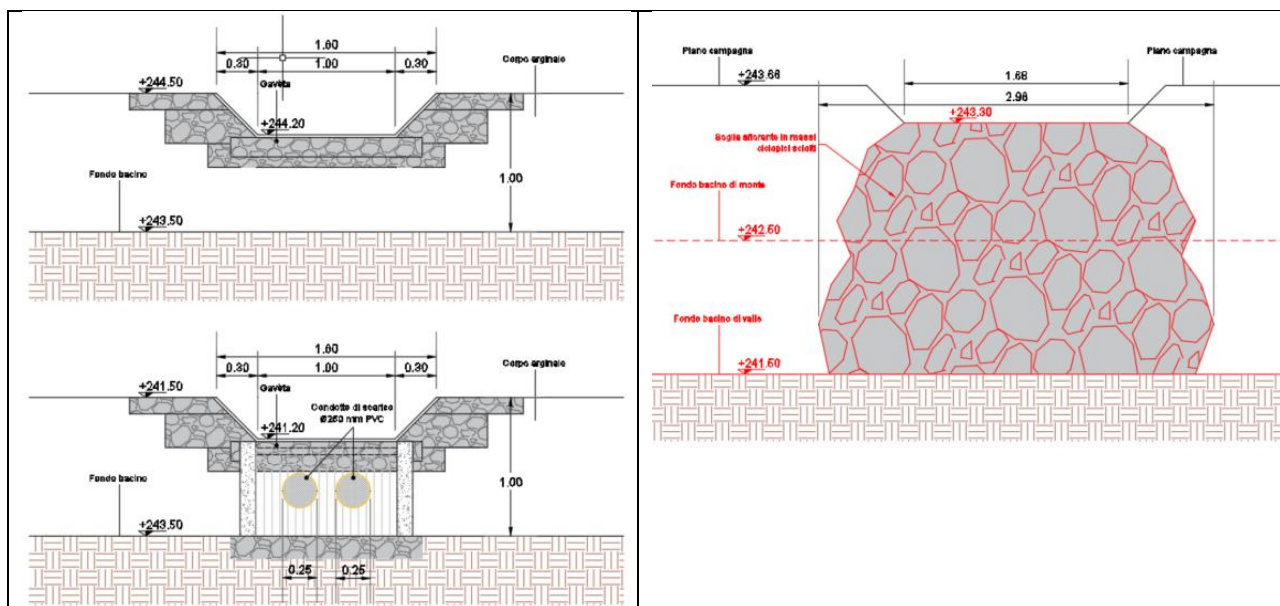 1.60
0.30 1.00 0.30
Gaveta
Corpo arginale
+244.50
+244.20
1.00
Fondo bacino
+243.50
1.60
0.30 1.00 0.30
Gaveta
Corpo arginale
+241.50
Condotte di scarico
Ø250 mm PVC
+241.20
1.00
Fondo bacino
+243.50
0.25 0.25
Piano campagna
Piano campagna
+243.66
1.68
2.98
+243.30
Soglia sfiorante in massi
ciclopici sciolti
Fondo bacino di monte
+242.50
Fondo bacino di valle
+241.50